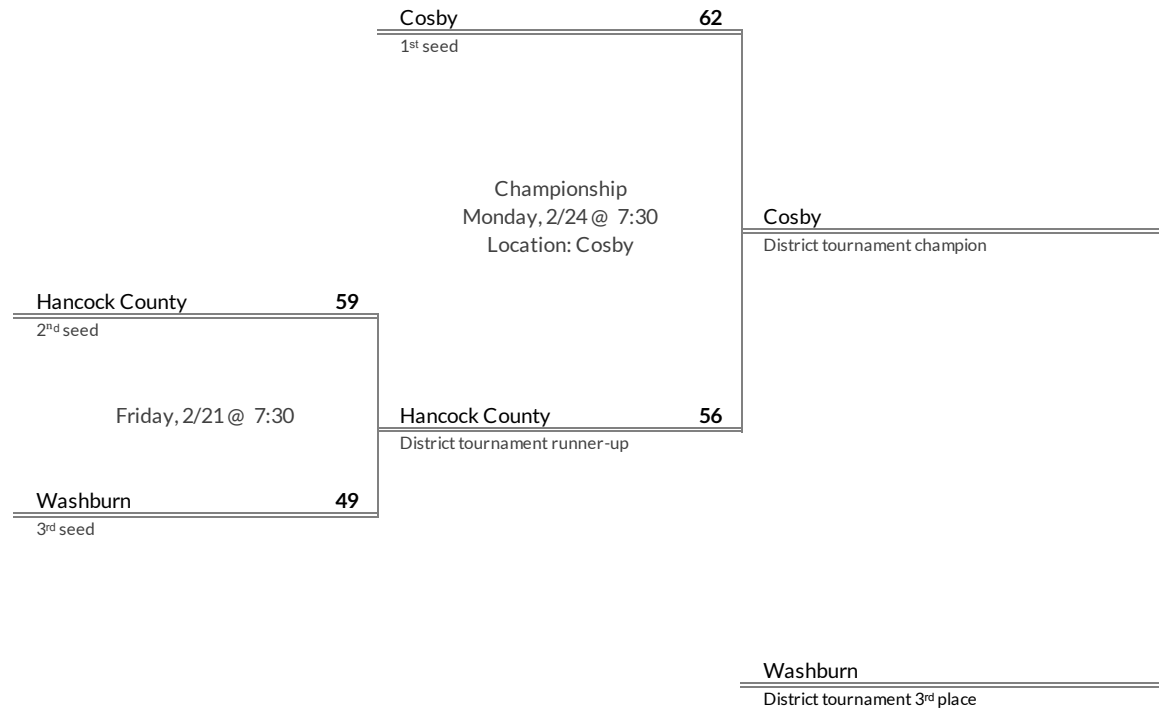 Cosby 62
1st seed
Championship
Monday, 2/24 @ 7:30
Location: Cosby
Cosby
District tournament champion
Hancock County 59
2nd seed
Friday, 2/21 @ 7:30
Hancock County 56
District tournament runner-up
Washburn 49
3rd seed
Washburn
District tournament 3rd place